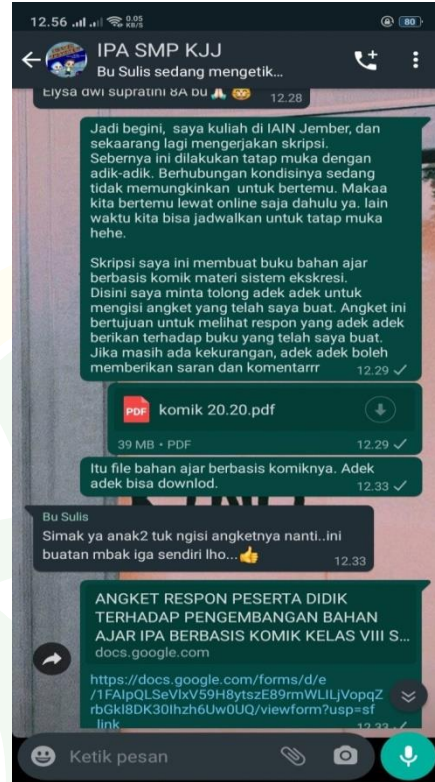 12.56
0.05
KB/S
80
IPA SMP KJJ
Bu Sulis sedang mengetik...
Elysa dwi supratini 8A bu
12.28
Jadi begini, saya kuliah di IAIN Jember, dan
sekaarang lagi mengerjakan skripsi.
Sebernya ini dilakukan tatap muka dengan
adik-adik. Berhubungan kondisinya sedang
tidak memungkinkan untuk bertemu. Makaa
kita bertemu lewat online saja dahulu ya. lain
waktu kita bisa jadwalkan untuk tatap muka
hehe.
Skripsi saya ini membuat buku bahan ajar
berbasis komik materi sistem ekskresi.
Disini saya minta tolong adek adek untuk
mengisi angket yang telah saya buat. Angket ini
bertujuan untuk melihat respon yang adek adek
berikan terhadap buku yang telah saya buat.
Jika masih ada kekurangan, adek adek boleh
memberikan saran dan komentarrr
12.29
PDF
komik 20.20.pdf
39 MB • PDF
12.29
Itu file bahan ajar berbasis komiknya. Adek
adek bisa downlod.
12.33
Bu Sulis
Simak ya anak2 tuk ngisi angketnya nanti..ini
buatan mbak iga sendiri lho...
12.33
ANGKET RESPON PESERTA DIDIK
TERHADAP PENGEMBANGAN BAHAN
AJAR IPA BERBASIS KOMIK KELAS VIII S...
docs.google.com
https://docs.google.com/forms/d/e
link
12.33
Ketik pesan